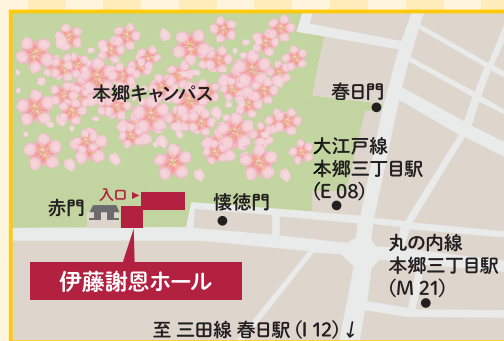 本郷キャンパス
春日門
大江戸線
本郷三丁目駅
(E 08)
入口
赤門
懐徳門
丸の内線
本郷三丁目駅
(M 21)
伊藤謝恩ホール
至 三田線 春日駅 (I 12) ↓